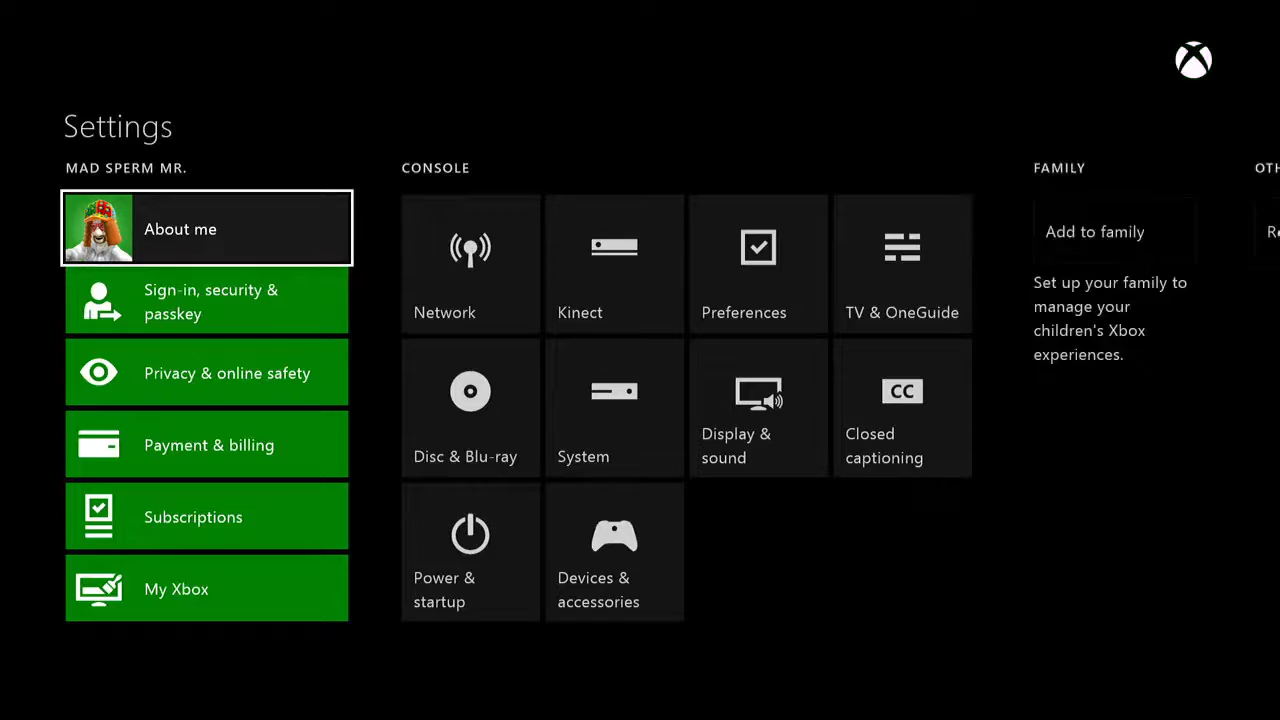 Settings
MAD SPERM MR.
About me
Sign-in, security &
passkey
Privacy & online safety
Payment & billing
Subscriptions
My Xbox
CONSOLE
Network
Kinect
Preferences
TV & OneGuide
Disc & Blu-ray
System
Display &
sound
CC
Closed
captioning
Power &
startup
Devices &
accessories
FAMILY
Add to family
Set up your family to
manage your
children's Xbox
experiences.